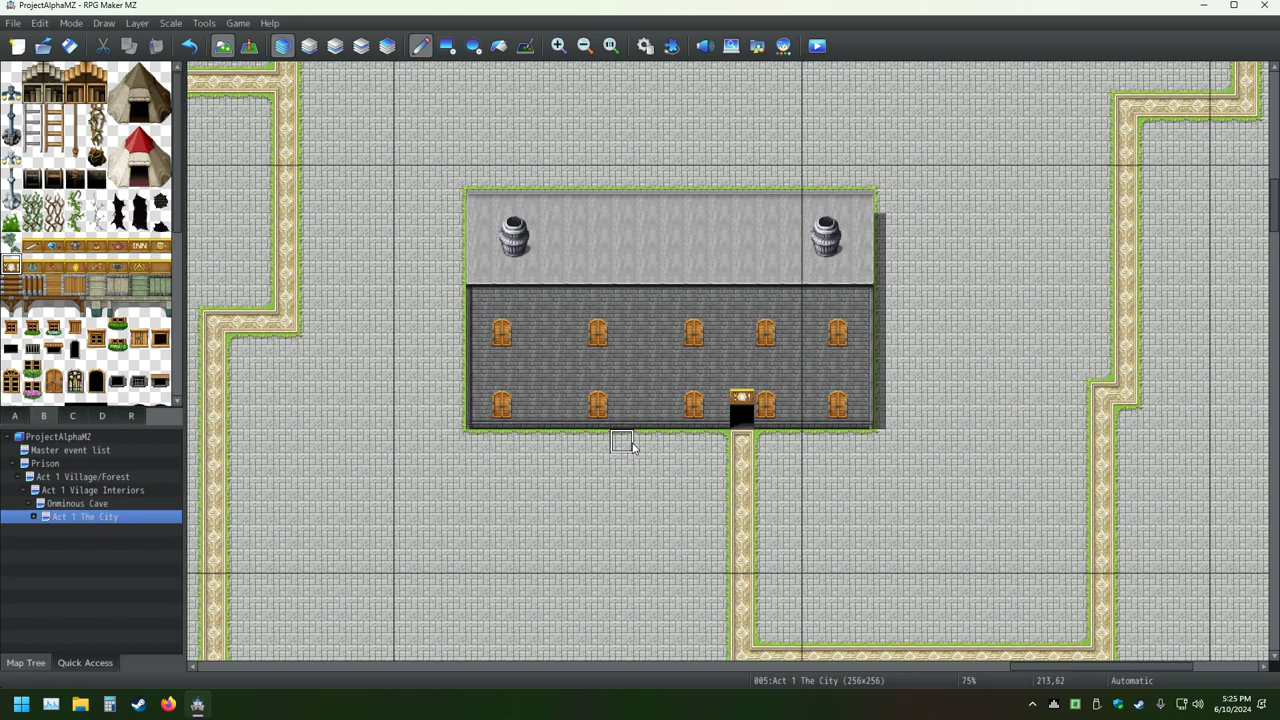 ProjectAlphaMZ - RPG Maker MZ
File Edit Mode Draw Layer Scale Tools Game Help
INN
A B C D R
ProjectAlphaMZ
Master event list
Prison
Act 1 Village/Forest
Act 1 Vilage Interiors
Onminous Cave
Act 1 The City
Map Tree Quick Access
005:Act 1 The City (256x256) 75% 213,62 Automatic
5:25 PM
6/10/2024